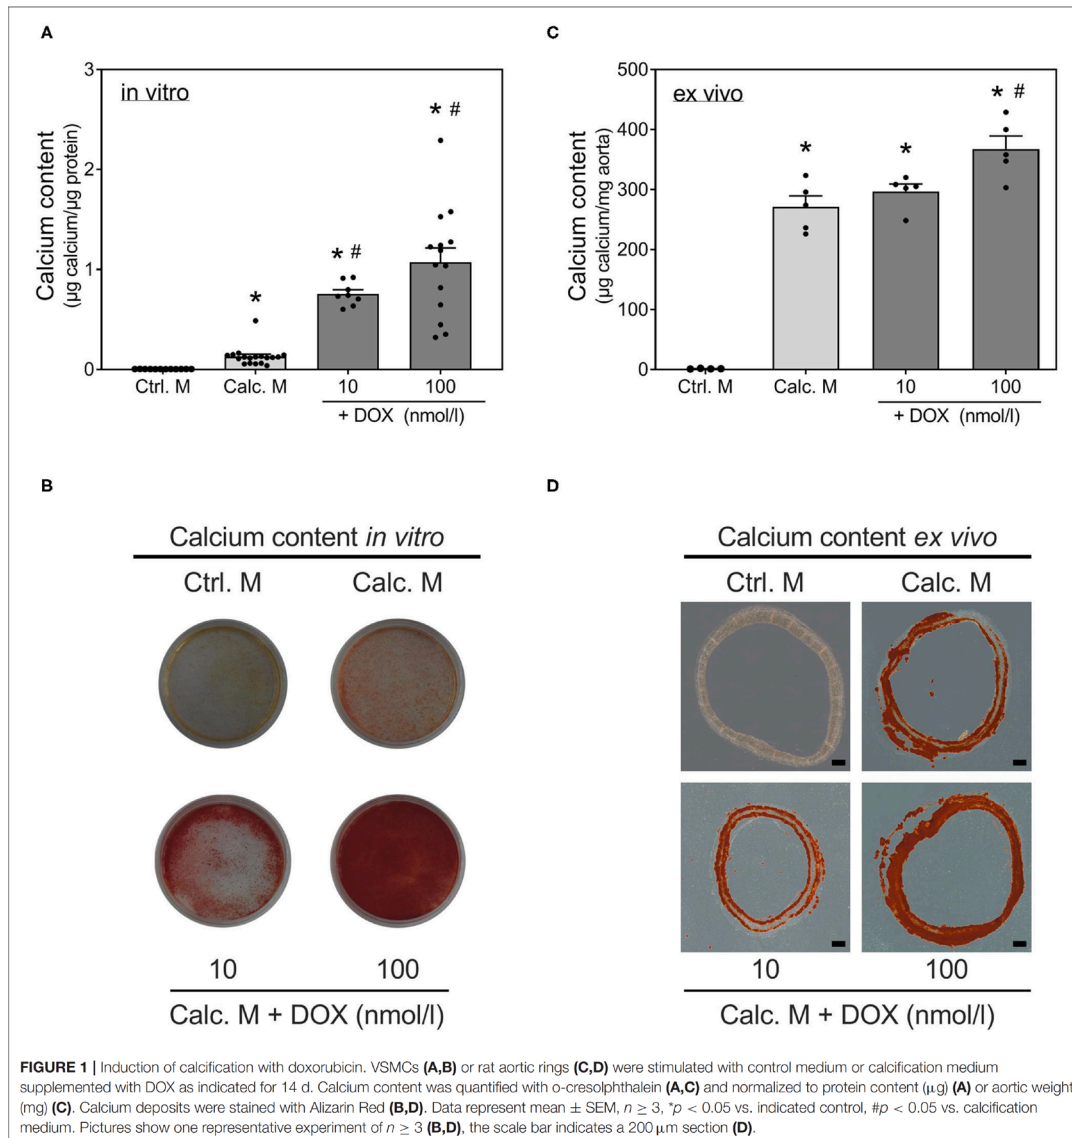 A
in vitro
Calcium content
(µg calcium/µg protein)
3
2
1
0
*
* #
* #
Ctrl. M
Calc. M
10
100
+ DOX (nmol/l)
C
ex vivo
Calcium content
(µg calcium/mg aorta)
500
400
300
200
100
0
*
*
* #
Ctrl. M
Calc. M
10
100
+ DOX (nmol/l)
B
Calcium content in vitro
Ctrl. M
Calc. M
10
100
Calc. M + DOX (nmol/l)
D
Calcium content ex vivo
Ctrl. M
Calc. M
10
100
Calc. M + DOX (nmol/l)
FIGURE 1 | Induction of calcification with doxorubicin. VSMCs (A,B) or rat aortic rings (C,D) were stimulated with control medium or calcification medium
supplemented with DOX as indicated for 14 d. Calcium content was quantified with o-cresolphthalein (A,C) and normalized to protein content (µg) (A) or aortic weight
(mg) (C). Calcium deposits were stained with Alizarin Red (B,D). Data represent mean ± SEM, n ≥ 3, *p < 0.05 vs. indicated control, #p < 0.05 vs. calcification
medium. Pictures show one representative experiment of n ≥ 3 (B,D), the scale bar indicates a 200 µm section (D).